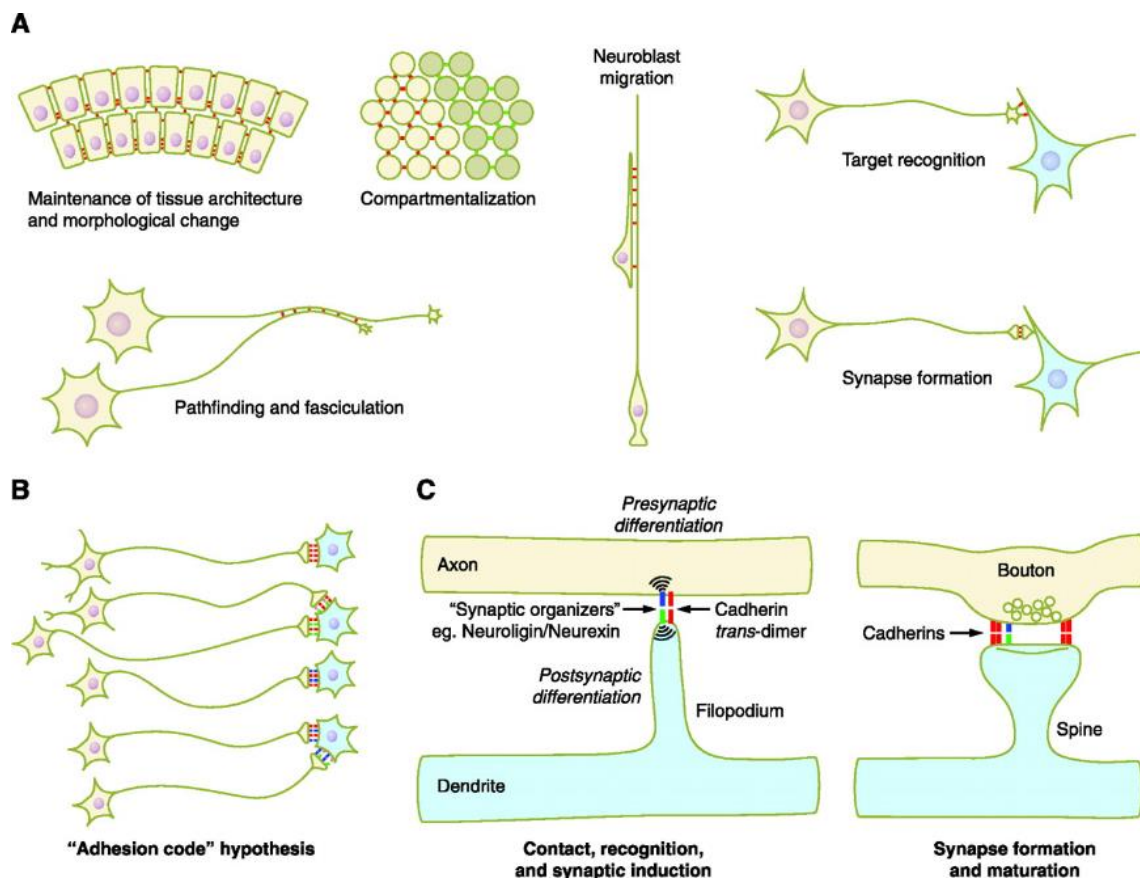 A
Maintenance of tissue architecture
and morphological change
Compartmentalization
Neuroblast
migration
Target recognition
Pathfinding and fasciculation
Synapse formation
B
"Adhesion code" hypothesis
C
Presynaptic
differentiation
Axon
"Synaptic organizers"
eg. Neuroligin/Neurexin
Cadherin
trans-dimer
Postsynaptic
differentiation
Filopodium
Dendrite
Contact, recognition,
and synaptic induction
Bouton
Cadherins
Spine
Synapse formation
and maturation